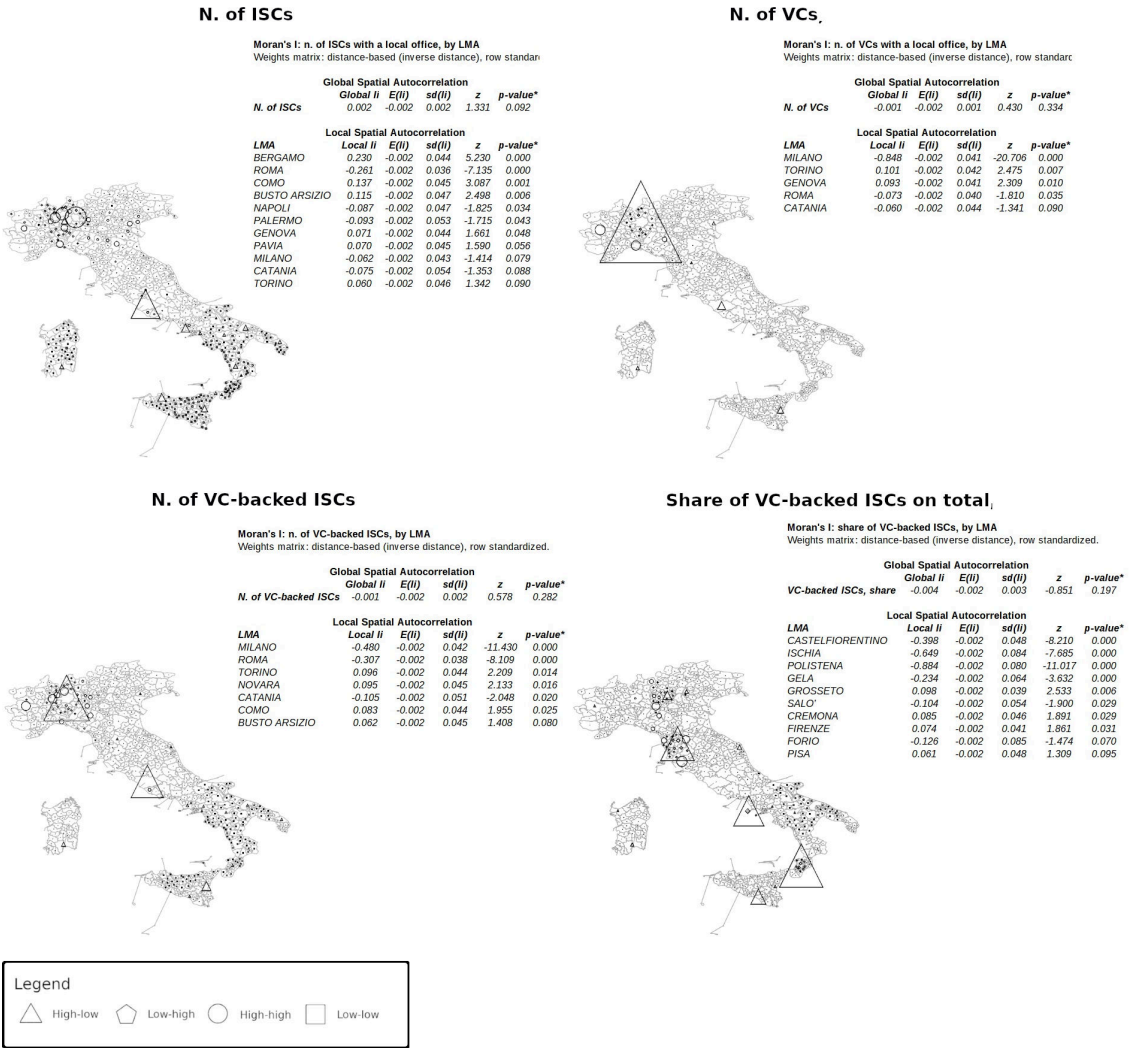 N. of ISCs
Moran's I: n. of ISCs with a local office, by LMA
Weights matrix: distance-based (inverse distance), row standar
Global Spatial Autocorrelation
Global Ii E(Ii) sd(Ii) z p-value*
N. of ISCs 0.002 -0.002 0.002 1.331 0.092
Local Spatial Autocorrelation
LMA Local Ii E(Ii) sd(Ii) z p-value*
BERGAMO 0.230 -0.002 0.044 5.230 0.000
ROMA -0.261 -0.002 0.036 -7.135 0.000
COMO 0.137 -0.002 0.045 3.087 0.001
BUSTO ARSIZIO 0.115 -0.002 0.047 2.498 0.006
NAPOLI -0.087 -0.002 0.047 -1.825 0.034
PALERMO -0.093 -0.002 0.053 -1.715 0.043
GENOVA 0.071 -0.002 0.044 1.661 0.048
PAVIA 0.070 -0.002 0.045 1.590 0.056
MILANO -0.062 -0.002 0.043 -1.414 0.079
CATANIA -0.075 -0.002 0.054 -1.353 0.088
TORINO 0.060 -0.002 0.046 1.342 0.090
N. of VCs
Moran's I: n. of VCs with a local office, by LMA
Weights matrix: distance-based (inverse distance), row standarc
Global Spatial Autocorrelation
Global Ii E(Ii) sd(Ii) z p-value*
N. of VCs -0.001 -0.002 0.001 0.430 0.334
Local Spatial Autocorrelation
LMA Local Ii E(Ii) sd(Ii) z p-value*
MILANO -0.848 -0.002 0.041 -20.706 0.000
TORINO 0.101 -0.002 0.042 2.475 0.007
GENOVA 0.093 -0.002 0.041 2.309 0.010
ROMA -0.073 -0.002 0.040 -1.810 0.035
CATANIA -0.060 -0.002 0.044 -1.341 0.090
N. of VC-backed ISCs
Moran's I: n. of VC-backed ISCs, by LMA
Weights matrix: distance-based (inverse distance), row standardized.
Global Spatial Autocorrelation
Global Ii E(Ii) sd(Ii) z p-value*
N. of VC-backed ISCs -0.001 -0.002 0.002 0.578 0.282
Local Spatial Autocorrelation
LMA Local Ii E(Ii) sd(Ii) z p-value*
MILANO -0.480 -0.002 0.042 -11.430 0.000
ROMA -0.307 -0.002 0.038 -8.109 0.000
TORINO 0.096 -0.002 0.044 2.209 0.014
NOVARA 0.095 -0.002 0.045 2.133 0.016
CATANIA -0.105 -0.002 0.051 -2.048 0.020
COMO 0.083 -0.002 0.044 1.955 0.025
BUSTO ARSIZIO 0.062 -0.002 0.045 1.408 0.080
Share of VC-backed ISCs on total
Moran's I: share of VC-backed ISCs, by LMA
Weights matrix: distance-based (inverse distance), row standardized.
Global Spatial Autocorrelation
Global Ii E(Ii) sd(Ii) z p-value*
VC-backed ISCs, share -0.004 -0.002 0.003 -0.851 0.197
Local Spatial Autocorrelation
LMA Local Ii E(Ii) sd(Ii) z p-value*
CASTELFIORENTINO -0.398 -0.002 0.048 -8.210 0.000
ISCHIA -0.649 -0.002 0.084 -7.685 0.000
POLISTENA -0.884 -0.002 0.080 -11.017 0.000
GELA -0.234 -0.002 0.064 -3.632 0.000
GROSSETO 0.098 -0.002 0.039 2.533 0.006
SALO' -0.104 -0.002 0.054 -1.900 0.029
CREMONA 0.085 -0.002 0.046 1.891 0.029
FIRENZE 0.074 -0.002 0.041 1.861 0.031
FORIO -0.126 -0.002 0.085 -1.474 0.070
PISA 0.061 -0.002 0.048 1.309 0.095
Legend
High-low Low-high High-high Low-low